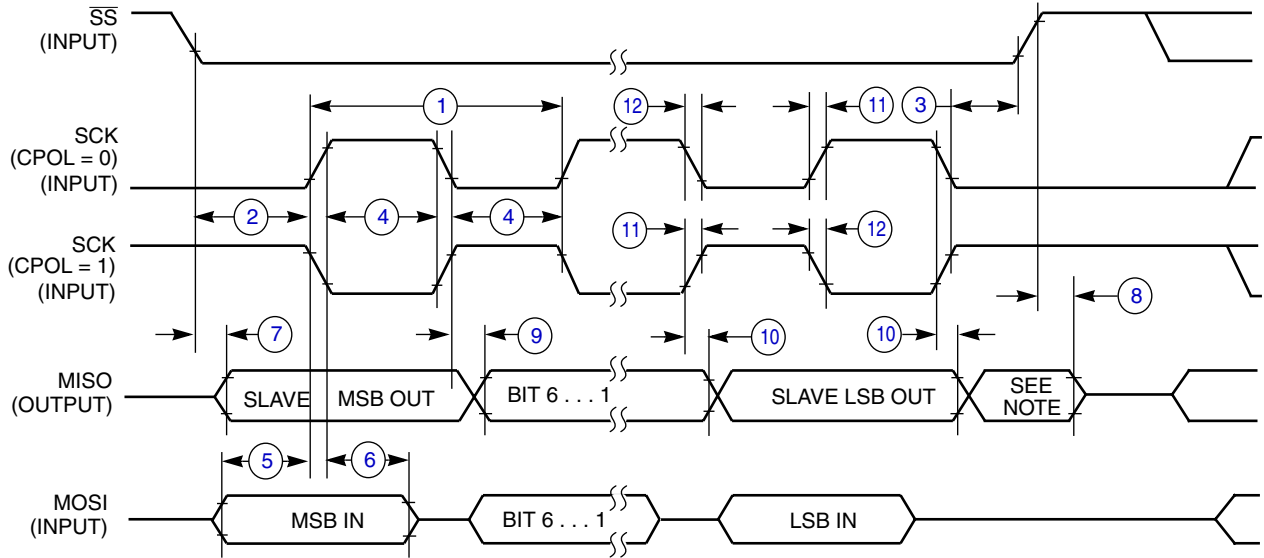 SS
(INPUT)
1
12
11
3
SCK
(CPOL = 0)
(INPUT)
2
4
4
SCK
(CPOL = 1)
(INPUT)
11
12
7
9
10
10
8
MISO
(OUTPUT)
SLAVE MSB OUT
BIT 6 . . . 1
SLAVE LSB OUT
SEE
NOTE
5
6
MOSI
(INPUT)
MSB IN
BIT 6 . . . 1
LSB IN